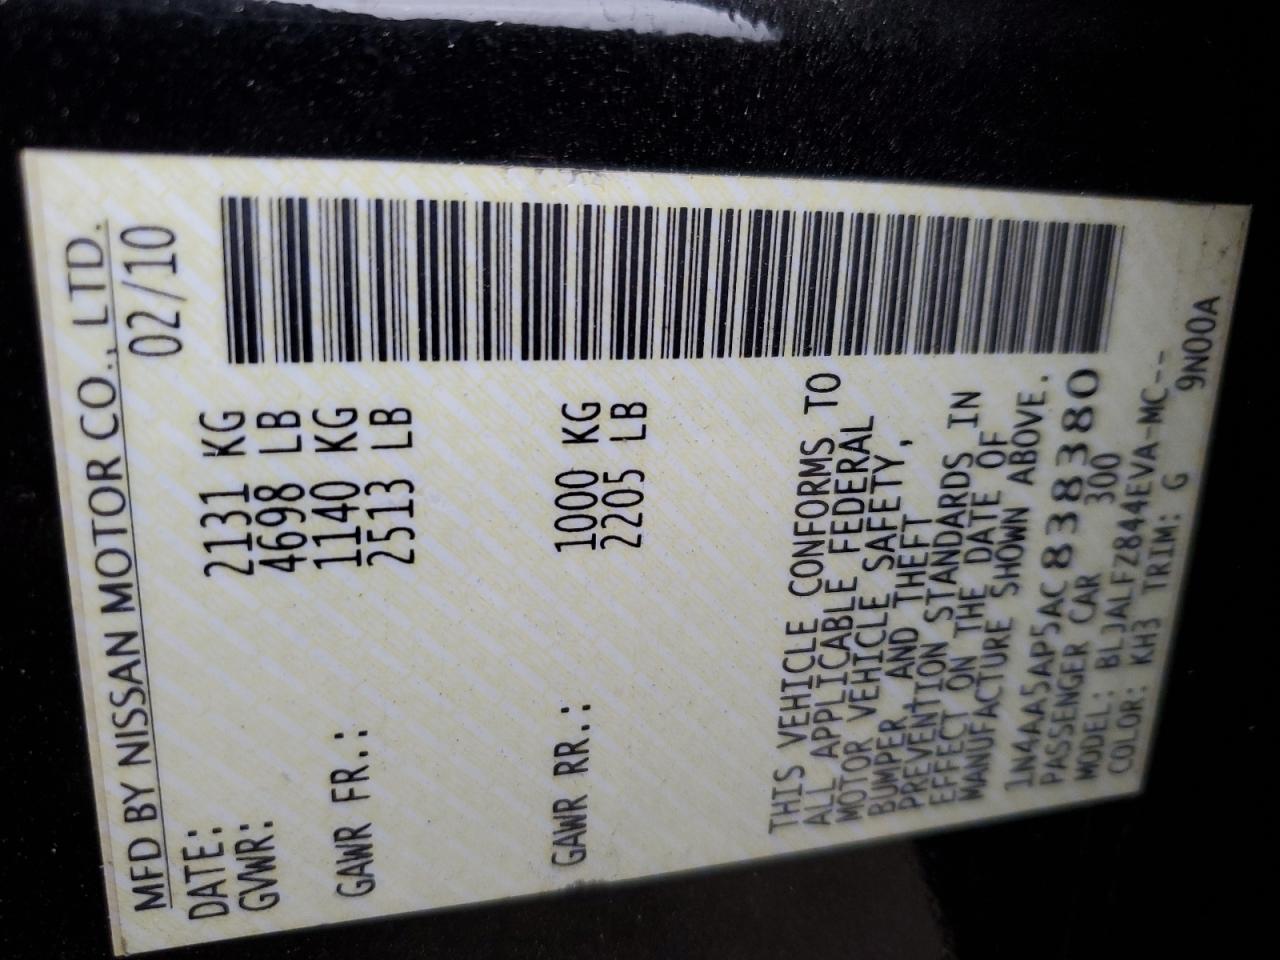 MFD BY NISSAN MOTOR CO., LTD.
DATE: 02/10
GVWR: 2131 KG
4698 LB
GAWR FR.: 1140 KG
2513 LB
GAWR RR.: 1000 KG
2205 LB
THIS VEHICLE CONFORMS TO
ALL APPLICABLE FEDERAL
MOTOR VEHICLE SAFETY,
BUMPER, AND THEFT
PREVENTION STANDARDS IN
EFFECT ON THE DATE OF
MANUFACTURE SHOWN ABOVE.
1N4AA5AP5AC838380
PASSENGER CAR 300
MODEL: BLJALFZ844EVA-MC--
COLOR: KH3 TRIM: G 9N00A